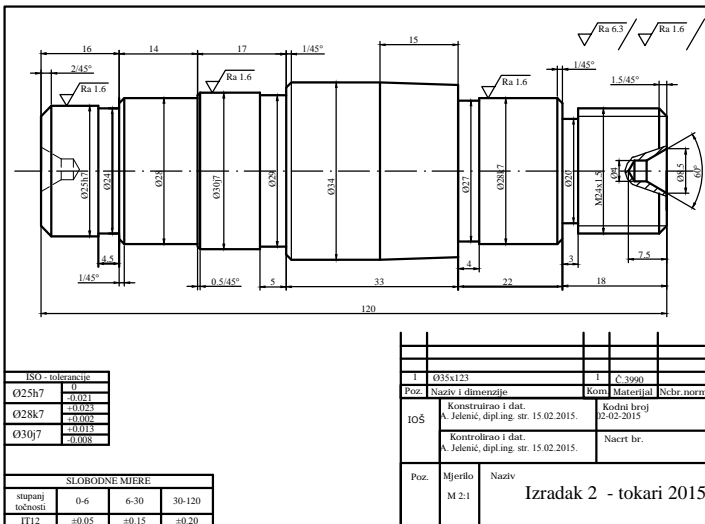 16
14
17
1/45°
15
Ra 6.3
Ra 1.6
2/45°
Ra 1.6
Ra 1.6
Ra 1.6
1/45°
1.5/45°
Ø25h7
Ø24
Ø28
Ø30j7
Ø29
Ø34
Ø27
Ø28k7
Ø20
M24x1.5
Ø4
Ø8.5
60°
4.5
1/45°
0.5/45°
5
33
4
22
3
18
7.5
120
ISO - tolerancije
Ø25h7 0
-0.021
Ø28k7 +0.023
+0.002
Ø30j7 +0.013
-0.008
SLOBODNE MJERE
stupanj točnosti 0-6 6-30 30-120
IT12 ±0.05 ±0.15 ±0.20
1 Ø35x123 1 Č.3990
Poz. Naziv i dimenzije Kom Materijal Ncbr.norm
IOŠ
Konstruirao i dat.
A. Jelenić, dipl.ing. str. 15.02.2015.
Kodni broj
02-02-2015
Kontrolirao i dat.
A. Jelenić, dipl.ing. str. 15.02.2015.
Nacrt br.
Poz. Mjerilo Naziv
M 2:1 Izradak 2 - tokari 2015